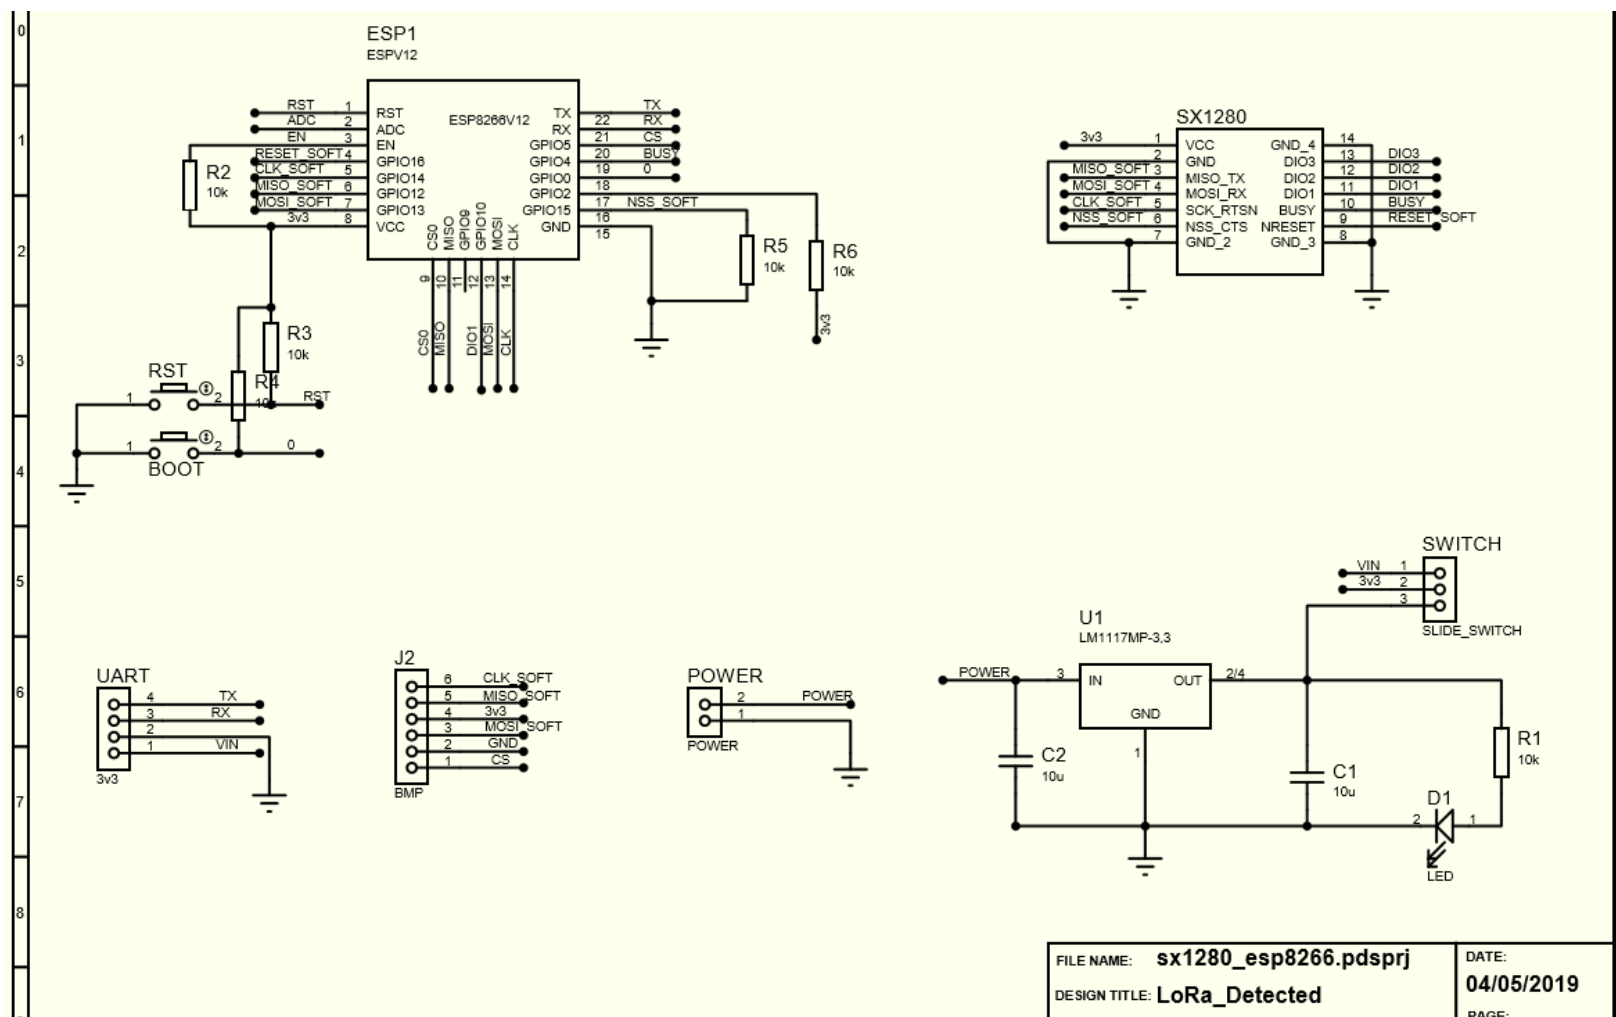 0
1
2
3
4
5
6
7
8
ESP1
ESPV12
ESP8266V12
RST 1 RST
ADC 2 ADC
EN 3 EN
RESET_SOFT 4 GPIO16
CLK_SOFT 5 GPIO14
MISO_SOFT 6 GPIO12
MOSI_SOFT 7 GPIO13
3v3 8 VCC
TX 22 TX
RX 21 RX
GPIO5 20 CS
GPIO4 19 BUSY
GPIO0 18 0
GPIO2 17
GPIO15 16 NSS_SOFT
GND 15
CS0 9 CS0
MISO 10 MISO
GPIO9 11
GPIO10 12 DIO1
MOSI 13 MOSI
CLK 14 CLK
R2
10k
R5
10k
R6
10k
3v3
R3
10k
R4
RST
1 2 RST
1 2 0
BOOT
SX1280
3v3 1 VCC
2 GND
MISO_SOFT 3 MISO_TX
MOSI_SOFT 4 MOSI_RX
CLK_SOFT 5 SCK_RTSN
NSS_SOFT 6 NSS_CTS
7 GND_2
GND_4 14
DIO3 13 DIO3
DIO2 12 DIO2
DIO1 11 DIO1
BUSY 10 BUSY
NRESET 9 RESET_SOFT
GND_3 8
SWITCH
VIN 1
3v3 2
3
SLIDE_SWITCH
U1
LM1117MP-3,3
POWER 3 IN
OUT 2/4
GND
1
C2
10u
C1
10u
R1
10k
D1
2 1
LED
UART
4 TX
3 RX
2
1 VIN
3v3
J2
6 CLK_SOFT
5 MISO_SOFT
4 3v3
3 MOSI_SOFT
2 GND
1 CS
BMP
POWER
2 POWER
1
POWER
FILE NAME: sx1280_esp8266.pdsprj
DESIGN TITLE: LoRa_Detected
DATE:
04/05/2019
PAGE: